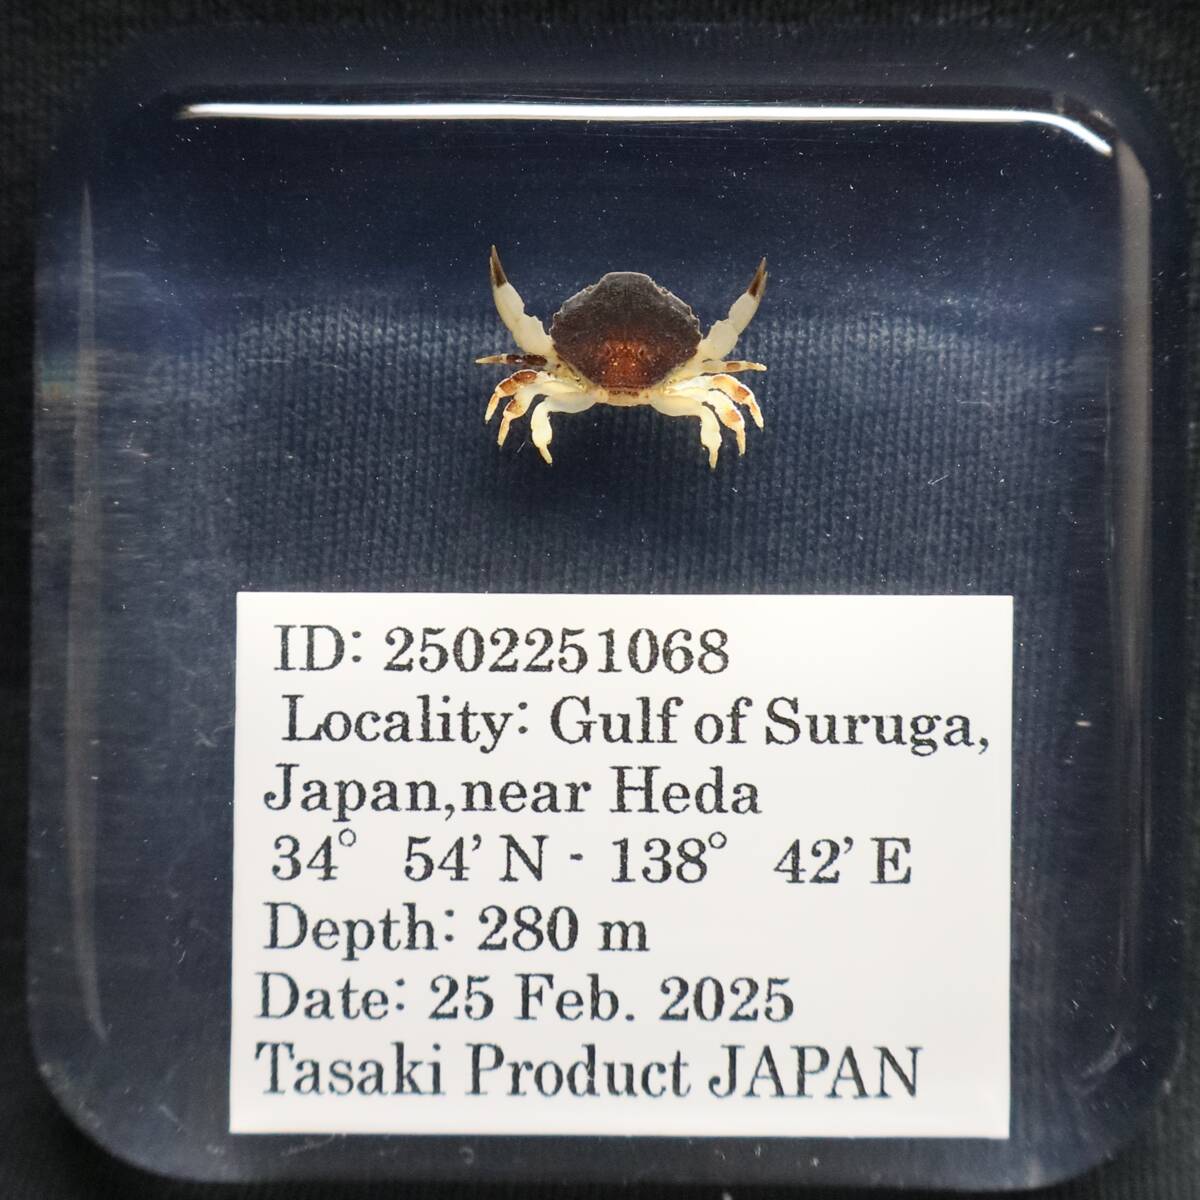 ID: 2502251068
Locality: Gulf of Suruga,
Japan,near Heda
34° 54’ N - 138° 42’ E
Depth: 280 m
Date: 25 Feb. 2025
Tasaki Product JAPAN